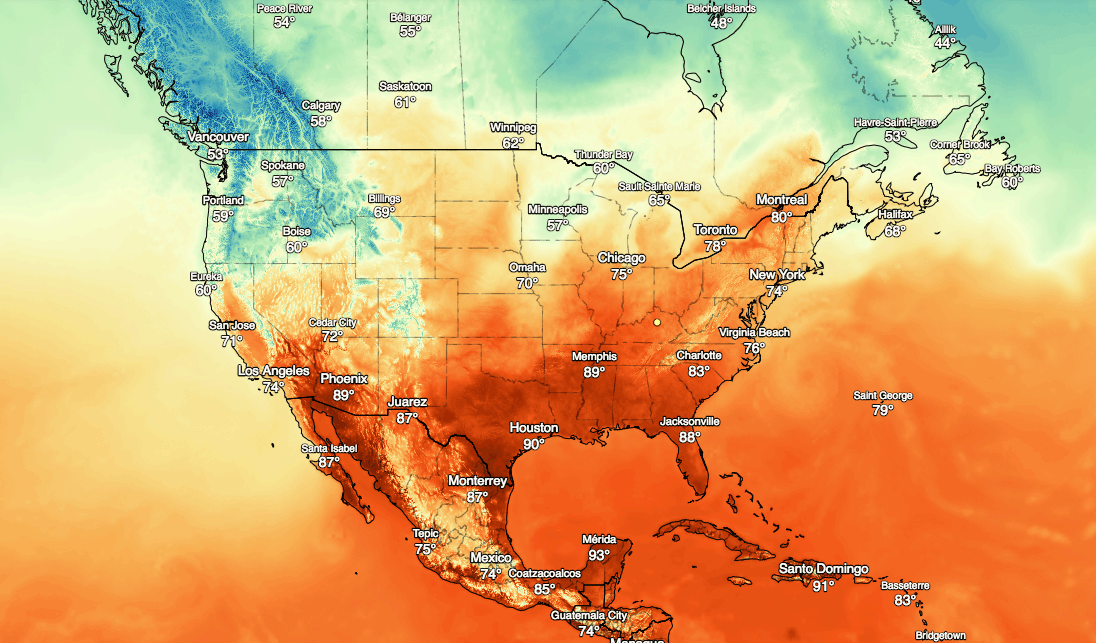 Peace River
54°
Bélanger
55°
Belcher Islands
48°
Aillik
44°
Saskatoon
61°
Calgary
58°
Havre-Saint-Pierre
53°
Winnipeg
62°
Vancouver
53°
Corner Brook
65°
Thunder Bay
60°
Spokane
57°
Bay Roberts
60°
Sault Sainte Marie
65°
Portland
59°
Billings
69°
Montreal
80°
Minneapolis
57°
Halifax
68°
Boise
60°
Toronto
78°
Chicago
75°
Omaha
70°
New York
74°
Eureka
60°
San Jose
71°
Cedar City
72°
Virginia Beach
76°
Memphis
89°
Charlotte
83°
Los Angeles
74°
Phoenix
89°
Saint George
79°
Juarez
87°
Jacksonville
88°
Houston
90°
Santa Isabel
87°
Monterrey
87°
Tepic
75°
Mérida
93°
Mexico
74°
Coatzacoalcos
85°
Santo Domingo
91°
Basseterre
83°
Guatemala City
74°
Bridgetown